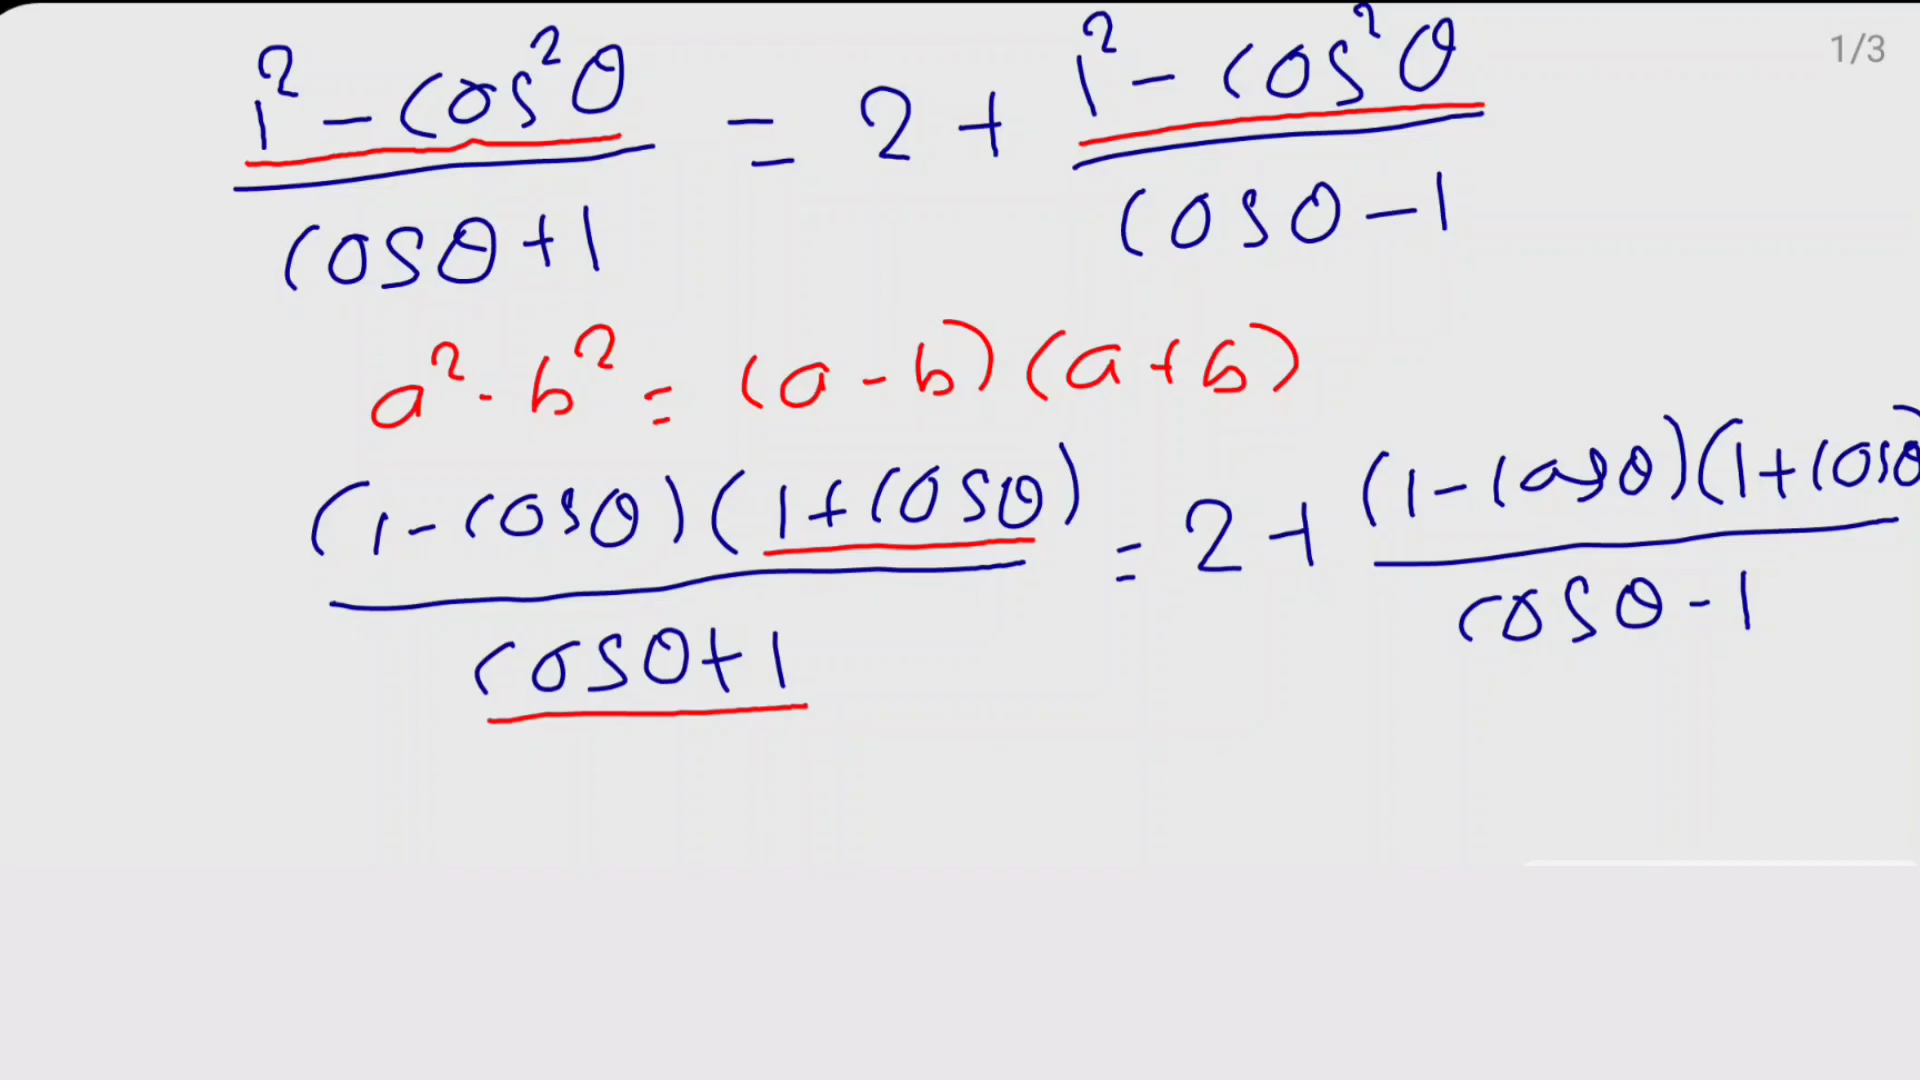 1/3
(1² - cos²θ)/(cosθ+1) = 2 + (1² - cos²θ)/(cosθ-1)
a² - b² = (a - b)(a + b)
((1 - cosθ)(1 + cosθ))/(cosθ+1) = 2 + ((1 - cosθ)(1 + cosθ)/(cosθ-1)